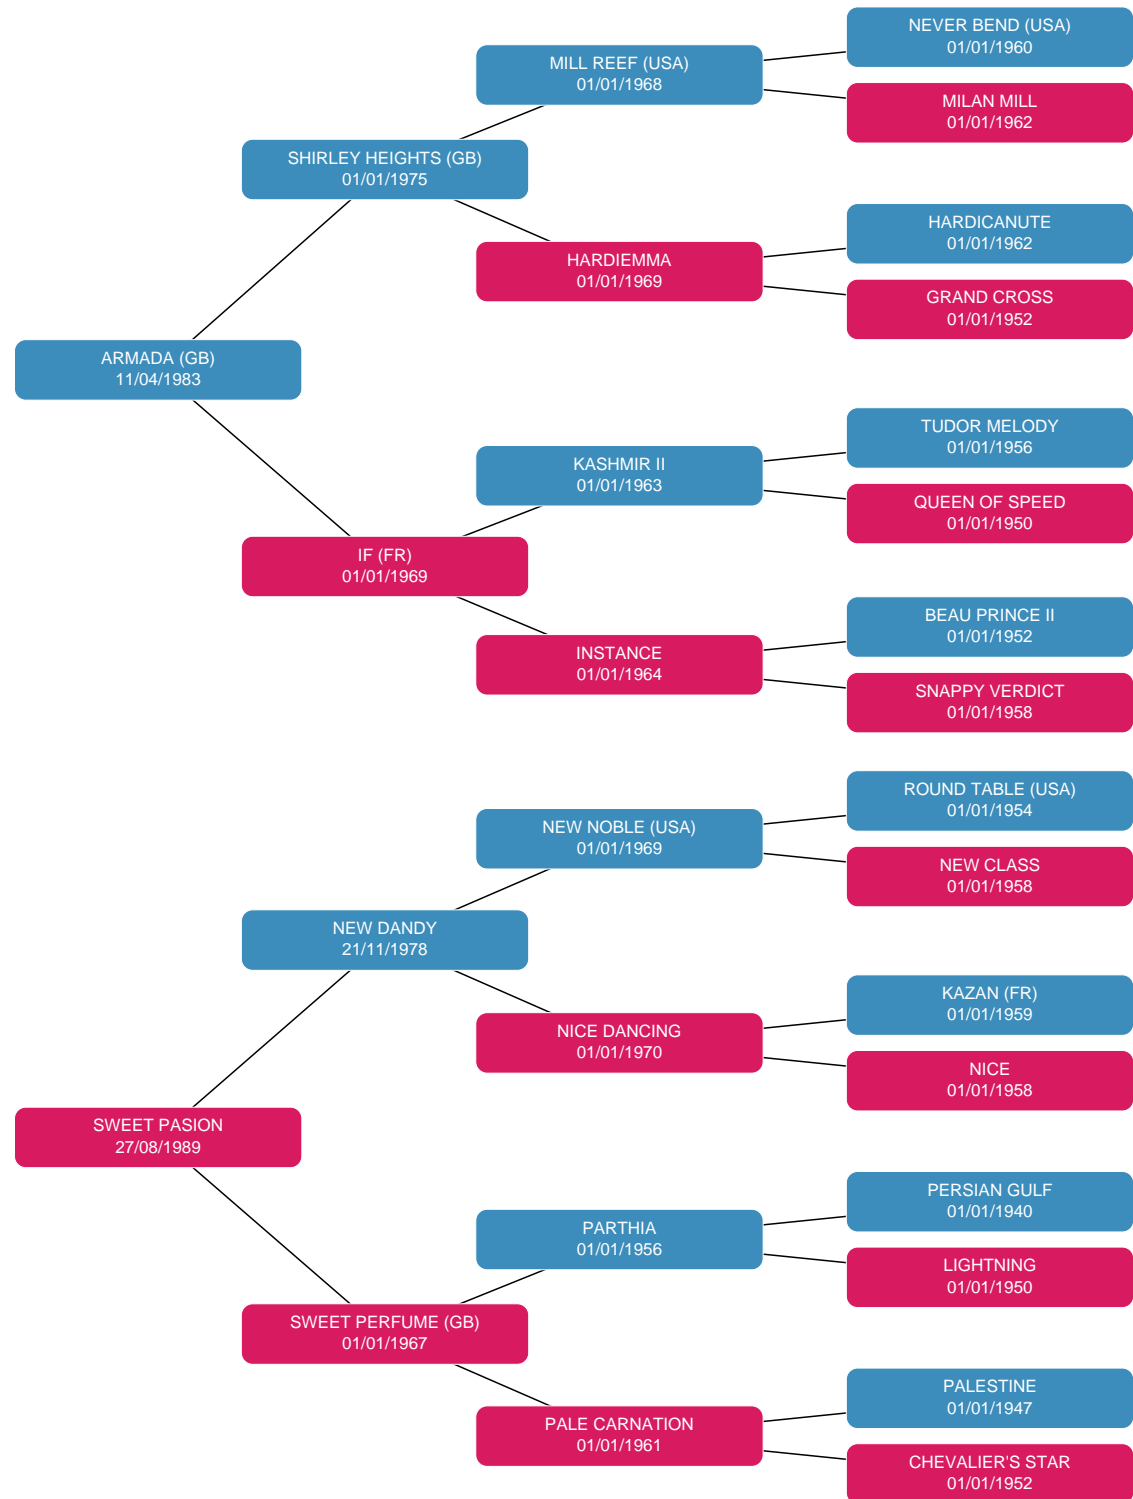 NEVER BEND (USA)
01/01/1960
MILL REEF (USA)
01/01/1968
MILAN MILL
01/01/1962
SHIRLEY HEIGHTS (GB)
01/01/1975
HARDICANUTE
01/01/1962
HARDIEMMA
01/01/1969
GRAND CROSS
01/01/1952
ARMADA (GB)
11/04/1983
TUDOR MELODY
01/01/1956
KASHMIR II
01/01/1963
QUEEN OF SPEED
01/01/1950
IF (FR)
01/01/1969
BEAU PRINCE II
01/01/1952
INSTANCE
01/01/1964
SNAPPY VERDICT
01/01/1958
ROUND TABLE (USA)
01/01/1954
NEW NOBLE (USA)
01/01/1969
NEW CLASS
01/01/1958
NEW DANDY
21/11/1978
KAZAN (FR)
01/01/1959
NICE DANCING
01/01/1970
NICE
01/01/1958
SWEET PASION
27/08/1989
PERSIAN GULF
01/01/1940
PARTHIA
01/01/1956
LIGHTNING
01/01/1950
SWEET PERFUME (GB)
01/01/1967
PALESTINE
01/01/1947
PALE CARNATION
01/01/1961
CHEVALIER'S STAR
01/01/1952